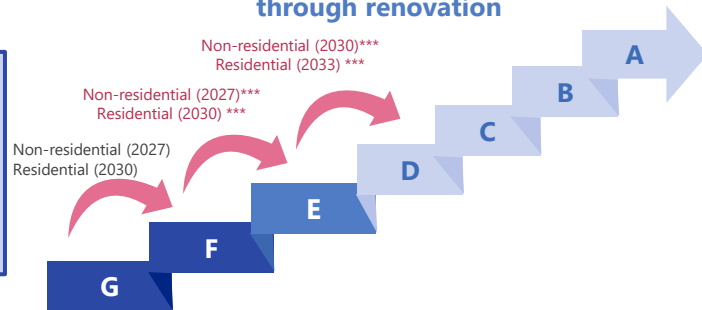 through renovation
Non-residential (2030)***
Residential (2033) ***
Non-residential (2027)***
Residential (2030) ***
Non-residential (2027)
Residential (2030)
A
B
C
D
E
F
G